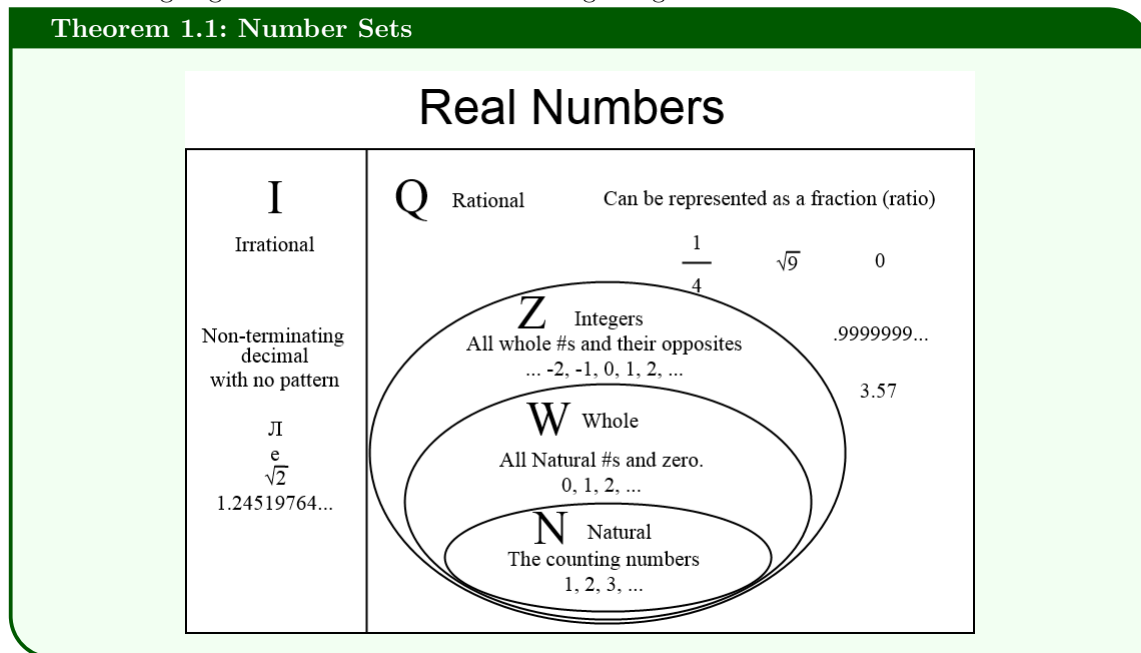 Theorem 1.1: Number Sets
Real Numbers
I
Irrational
Non-terminating
decimal
with no pattern
Л
e
√2
1.24519764...
Q Rational Can be represented as a fraction (ratio)
1
4
√9 0
.9999999...
3.57
Z Integers
All whole #s and their opposites
... -2, -1, 0, 1, 2, ...
W Whole
All Natural #s and zero.
0, 1, 2, ...
N Natural
The counting numbers
1, 2, 3, ...